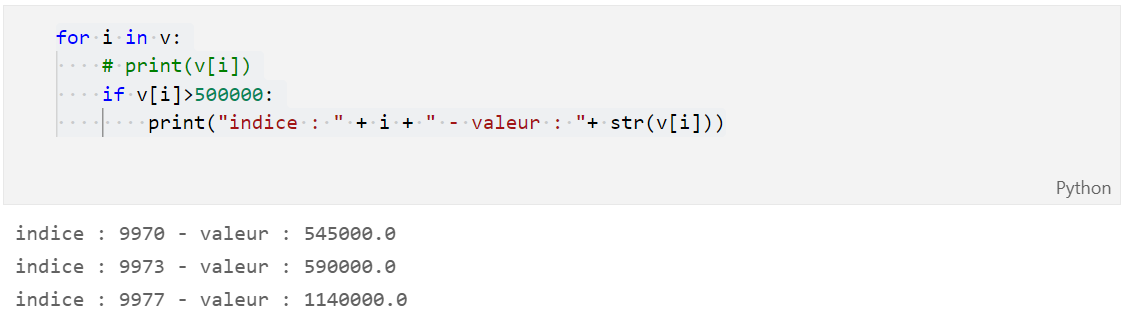 for i in v:
    # print(v[i])
    if v[i]>500000:
        print("indice : " + i + " - valeur : "+ str(v[i]))
Python
indice : 9970 - valeur : 545000.0
indice : 9973 - valeur : 590000.0
indice : 9977 - valeur : 1140000.0